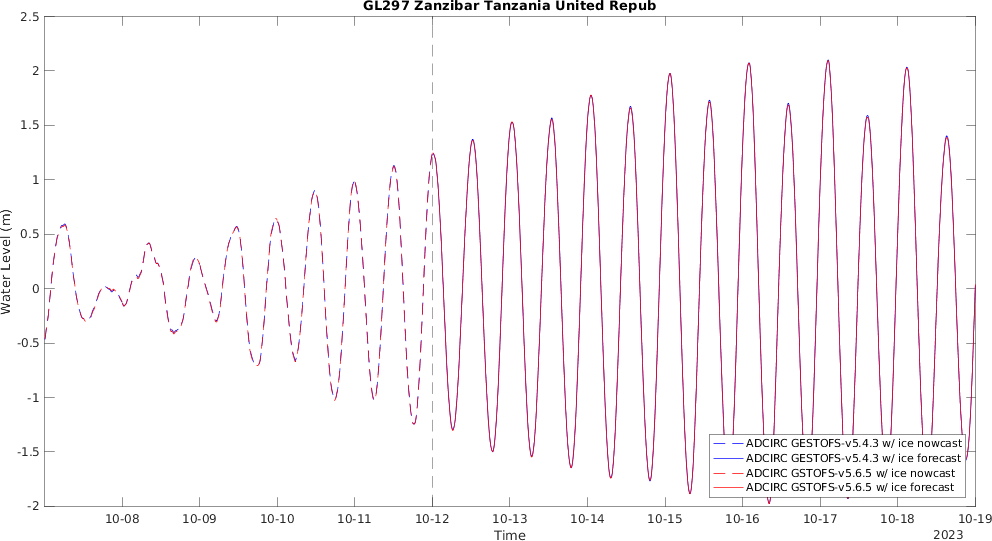 GL297 Zanzibar Tanzania United Repub
2.5
2
1.5
1
0.5
0
-0.5
-1
-1.5
-2
Water Level (m)
ADCIRC GESTOFS-v5.4.3 w/ ice nowcast
ADCIRC GESTOFS-v5.4.3 w/ ice forecast
ADCIRC GSTOFS-v5.6.5 w/ ice nowcast
ADCIRC GSTOFS-v5.6.5 w/ ice forecast
10-08 10-09 10-10 10-11 10-12 10-13 10-14 10-15 10-16 10-17 10-18 10-19
Time
2023